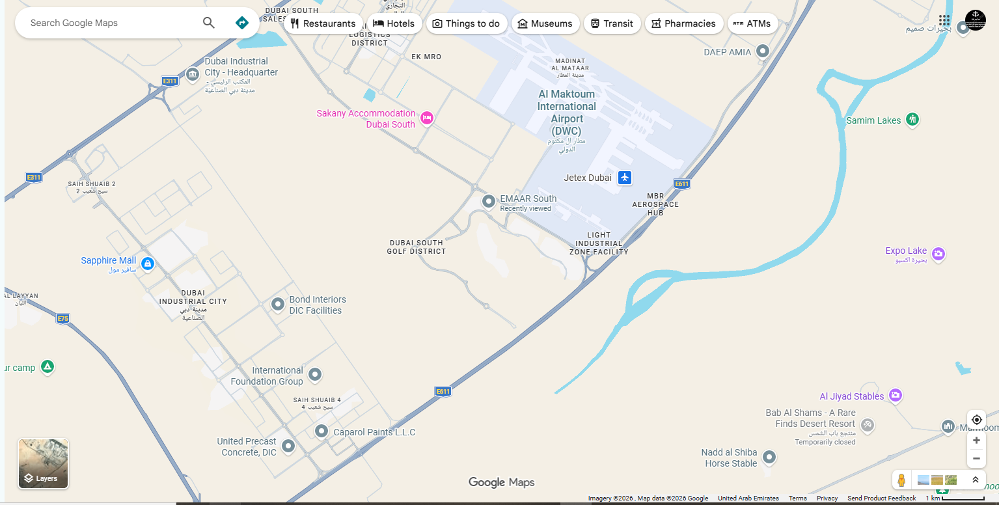 Search Google Maps
Restaurants
Hotels
Things to do
Museums
Transit
Pharmacies
ATM
ATMs
DUBAI SOUTH
التجاري
LOGISTICS
DISTRICT
EK MRO
MADINAT
AL MATAAR
مدينة المطار
DAEP AMIA
بحيرات صميم
Dubai Industrial
City - Headquarter
المكتب الرئيسي -
مدينة دبي الصناعية
E311
Al Maktoum
International
Airport
(DWC)
مطار آل مكتوم
الدولي
Sakany Accommodation
Dubai South
Samim Lakes
E311
SAIH SHUAIB 2
سيح شعيب 2
Jetex Dubai
E611
MBR
AEROSPACE
HUB
EMAAR South
Recently viewed
DUBAI SOUTH
GOLF DISTRICT
LIGHT
INDUSTRIAL
ZONE FACILITY
Expo Lake
بحيرة اكسبو
Sapphire Mall
سافير مول
AL LAYYAN
الليان
DUBAI
INDUSTRIAL CITY
مدينة دبي
الصناعية
Bond Interiors
DIC Facilities
E75
ur camp
International
Foundation Group
E611
SAIH SHUAIB 4
سيح شعيب 4
Al Jiyad Stables
Bab Al Shams - A Rare
Finds Desert Resort
منتجع باب الشمس
Temporarily closed
Caparol Paints L.L.C
United Precast
Concrete, DIC
Nadd al Shiba
Horse Stable
Layers
Google Maps
Imagery ©2026 , Map data ©2026 Google
United Arab Emirates
Terms
Privacy
Send Product Feedback
1 km